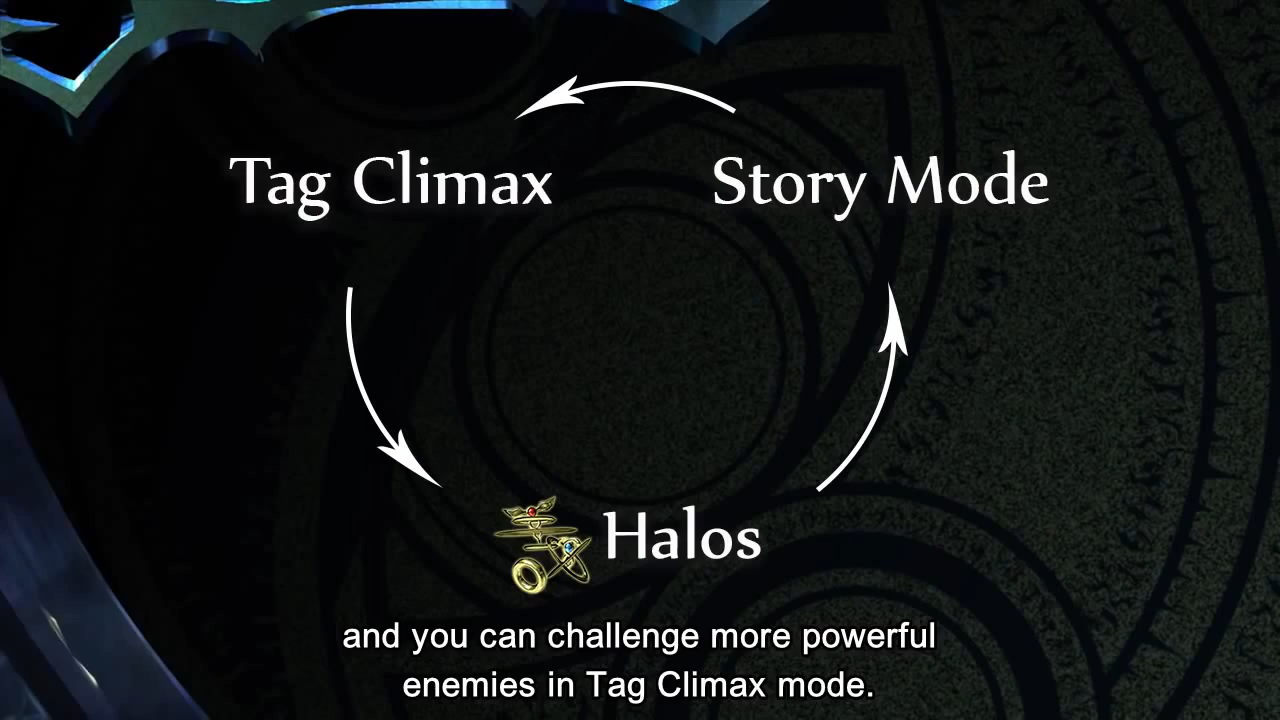 Tag Climax
Story Mode
Halos
and you can challenge more powerful
enemies in Tag Climax mode.